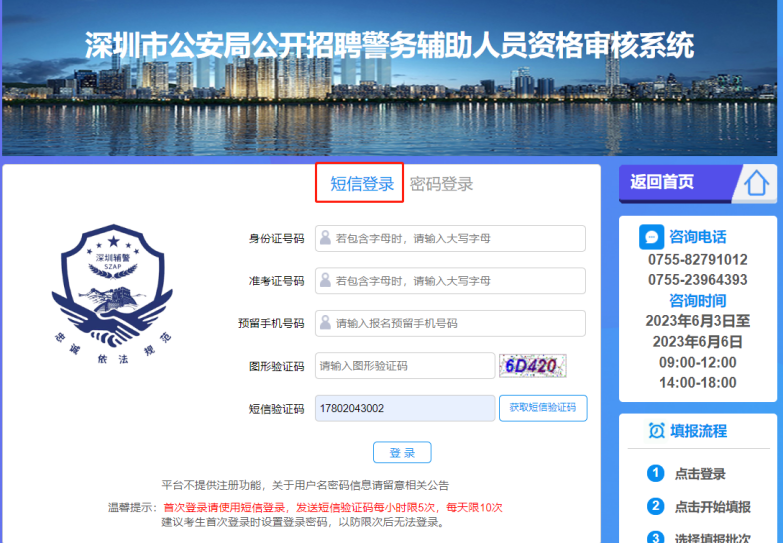 深圳市公安局公开招聘警务辅助人员资格审核系统
短信登录 密码登录
深圳辅警
SZAP
忠诚 依法 规范
身份证号码 若包含字母时，请输入大写字母
准考证号码 若包含字母时，请输入大写字母
预留手机号码 请输入报名预留手机号码
图形验证码 请输入图形验证码 6D420
短信验证码 17802043002 获取短信验证码
登 录
平台不提供注册功能，关于用户名密码信息请留意相关公告
温馨提示：首次登录请使用短信登录，发送短信验证码每小时限5次，每天限10次
建议考生首次登录时设置登录密码，以防限次后无法登录。
返回首页
咨询电话
0755-82791012
0755-23964393
咨询时间
2023年6月3日至
2023年6月6日
09:00-12:00
14:00-18:00
填报流程
1 点击登录
2 点击开始填报
3 选择填报批次